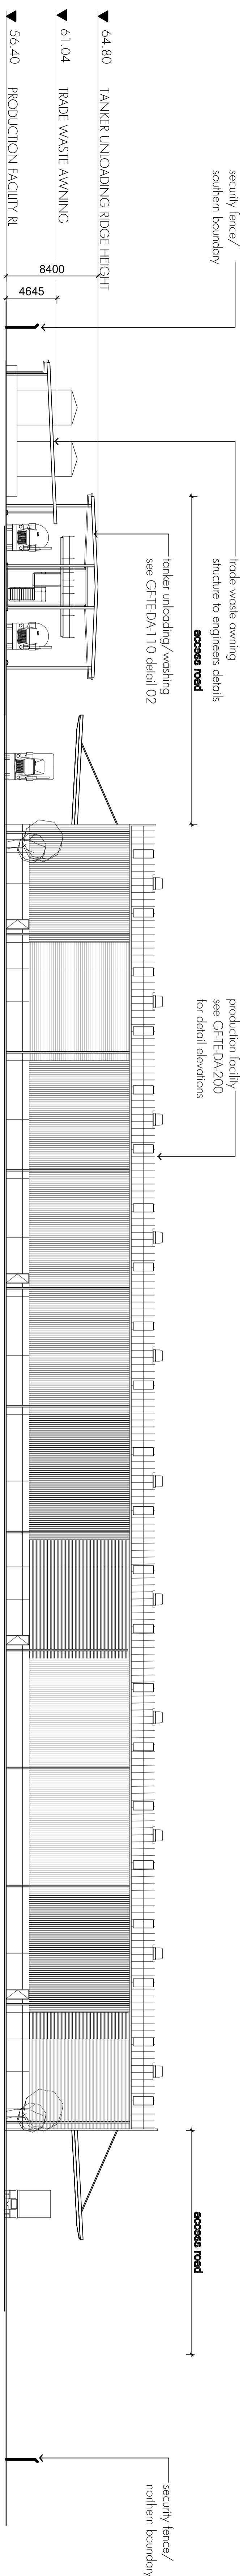 64.80 TANKER UNLOADING RIDGE HEIGHT
61.04 TRADE WASTE AWNING
56.40 PRODUCTION FACILITY RL
8400
4645
security fence/
southern boundary
trade waste awning
structure to engineers details
access road
tanker unloading/washing
see GF-TE-DA-110 detail 02
production facility
see GF-TE-DA-200
for detail elevations
access road
security fence/
northern boundary